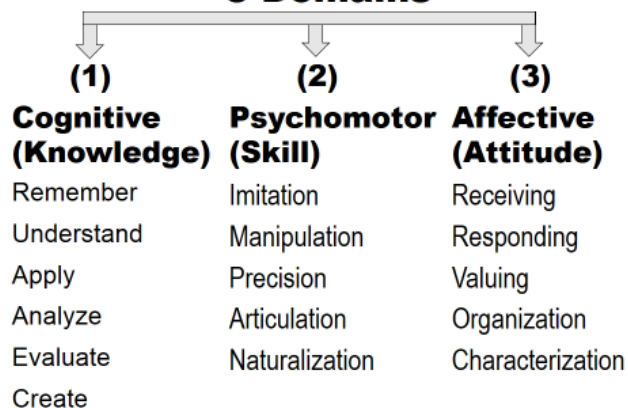 (1)
Cognitive
(Knowledge)
Remember
Understand
Apply
Analyze
Evaluate
Create
(2)
Psychomotor
(Skill)
Imitation
Manipulation
Precision
Articulation
Naturalization
(3)
Affective
(Attitude)
Receiving
Responding
Valuing
Organization
Characterization